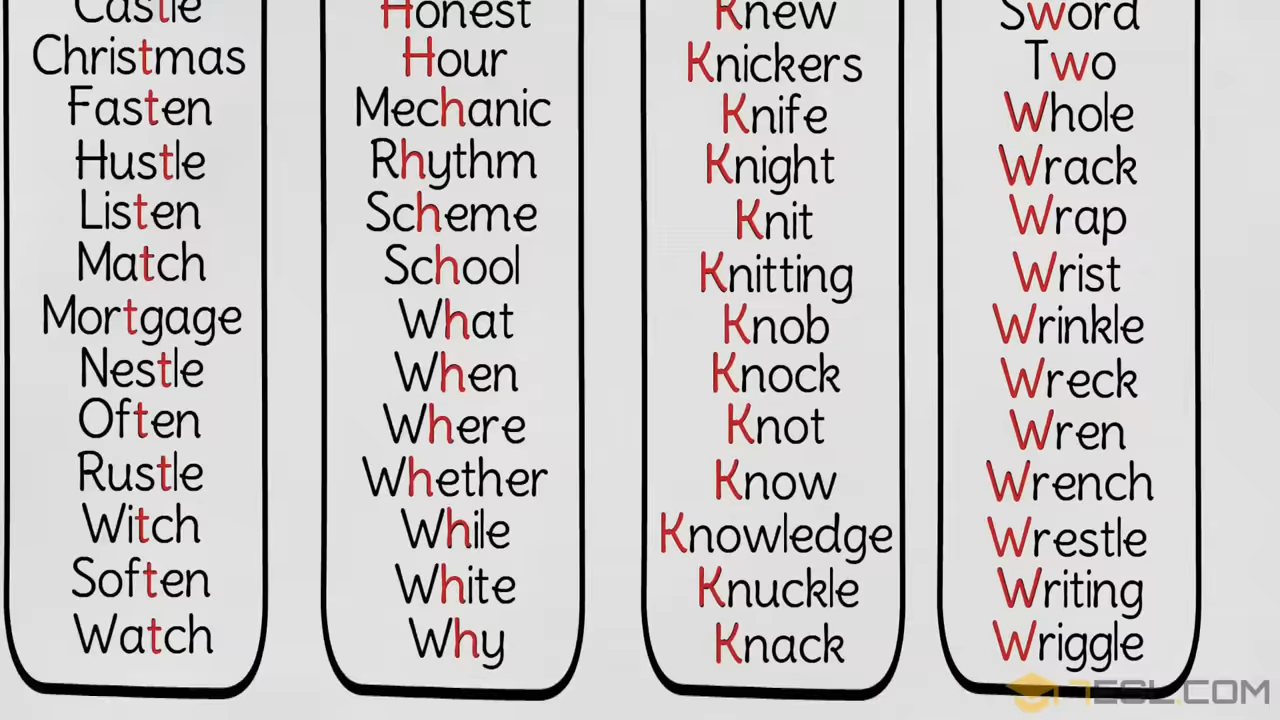 Castle
Christmas
Fasten
Hustle
Listen
Match
Mortgage
Nestle
Often
Rustle
Witch
Soften
Watch
Honest
Hour
Mechanic
Rhythm
Scheme
School
What
When
Where
Whether
While
White
Why
Knew
Knickers
Knife
Knight
Knit
Knitting
Knob
Knock
Knot
Know
Knowledge
Knuckle
Knack
Sword
Two
Whole
Wrack
Wrap
Wrist
Wrinkle
Wreck
Wren
Wrench
Wrestle
Writing
Wriggle
7ESL.COM